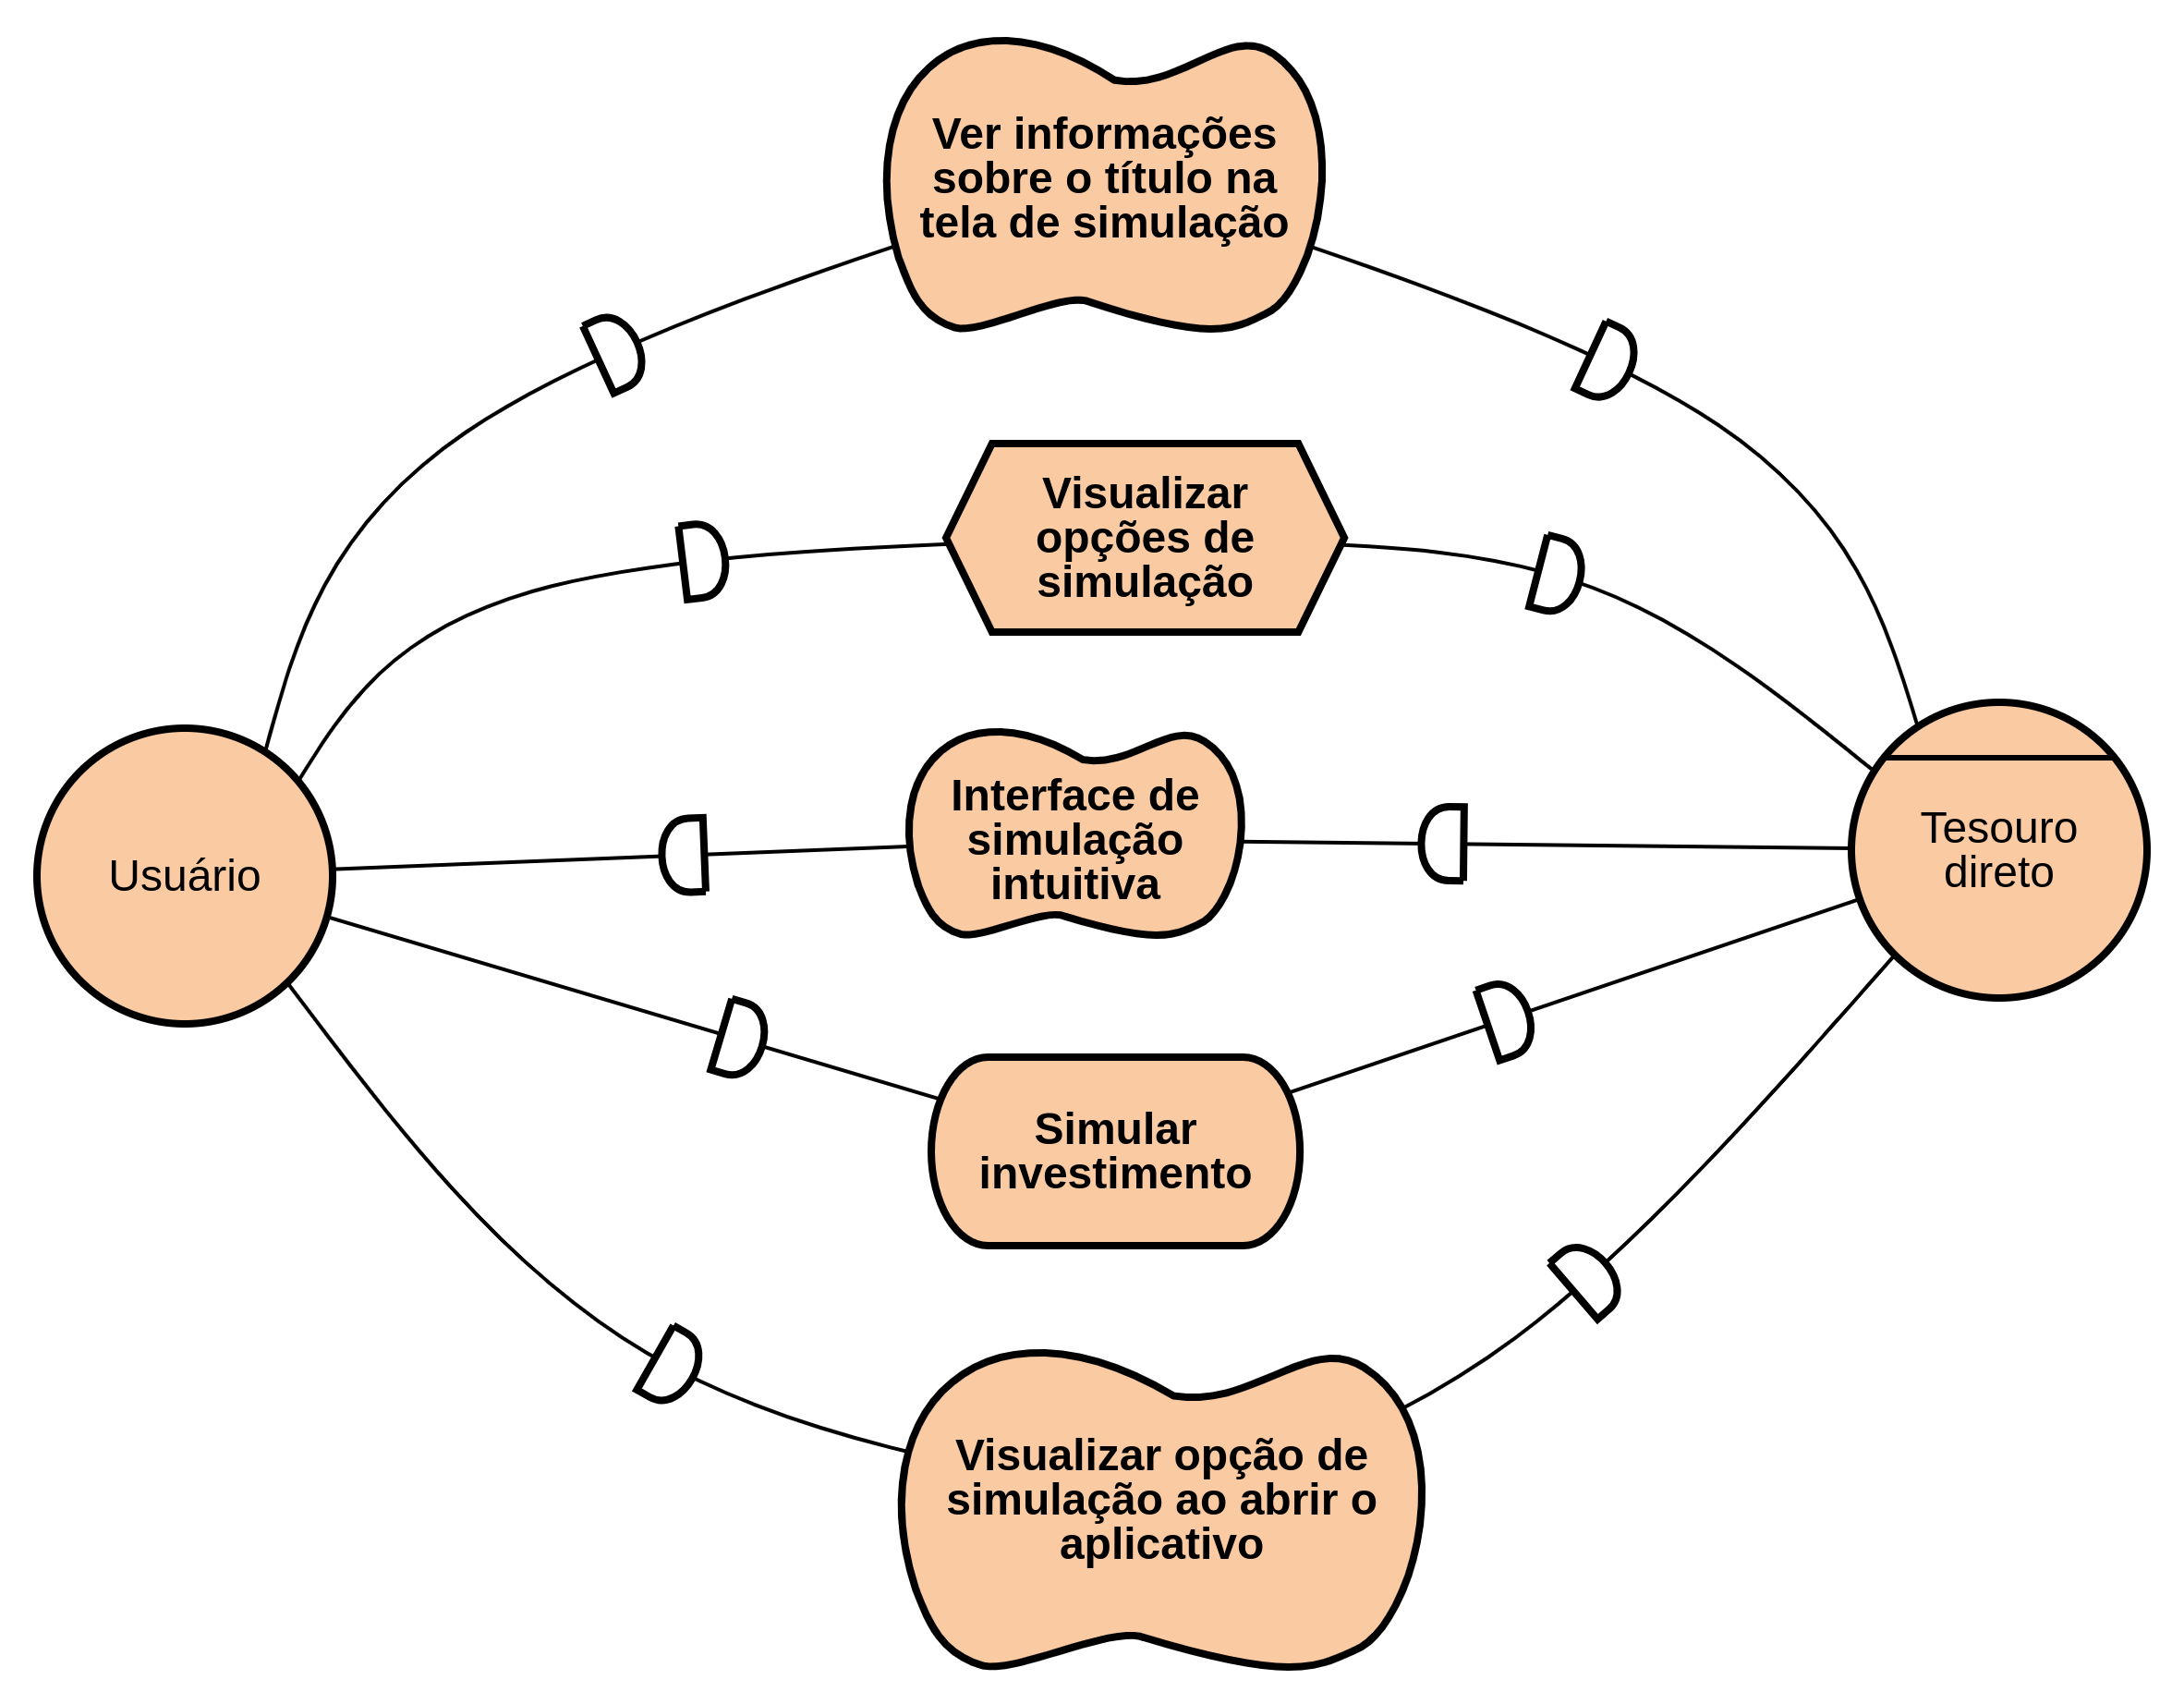 Ver informações
sobre o título na
tela de simulação
Visualizar
opções de
simulação
Interface de
simulação
intuitiva
Usuário
Tesouro
direto
Simular
investimento
Visualizar opção de
simulação ao abrir o
aplicativo